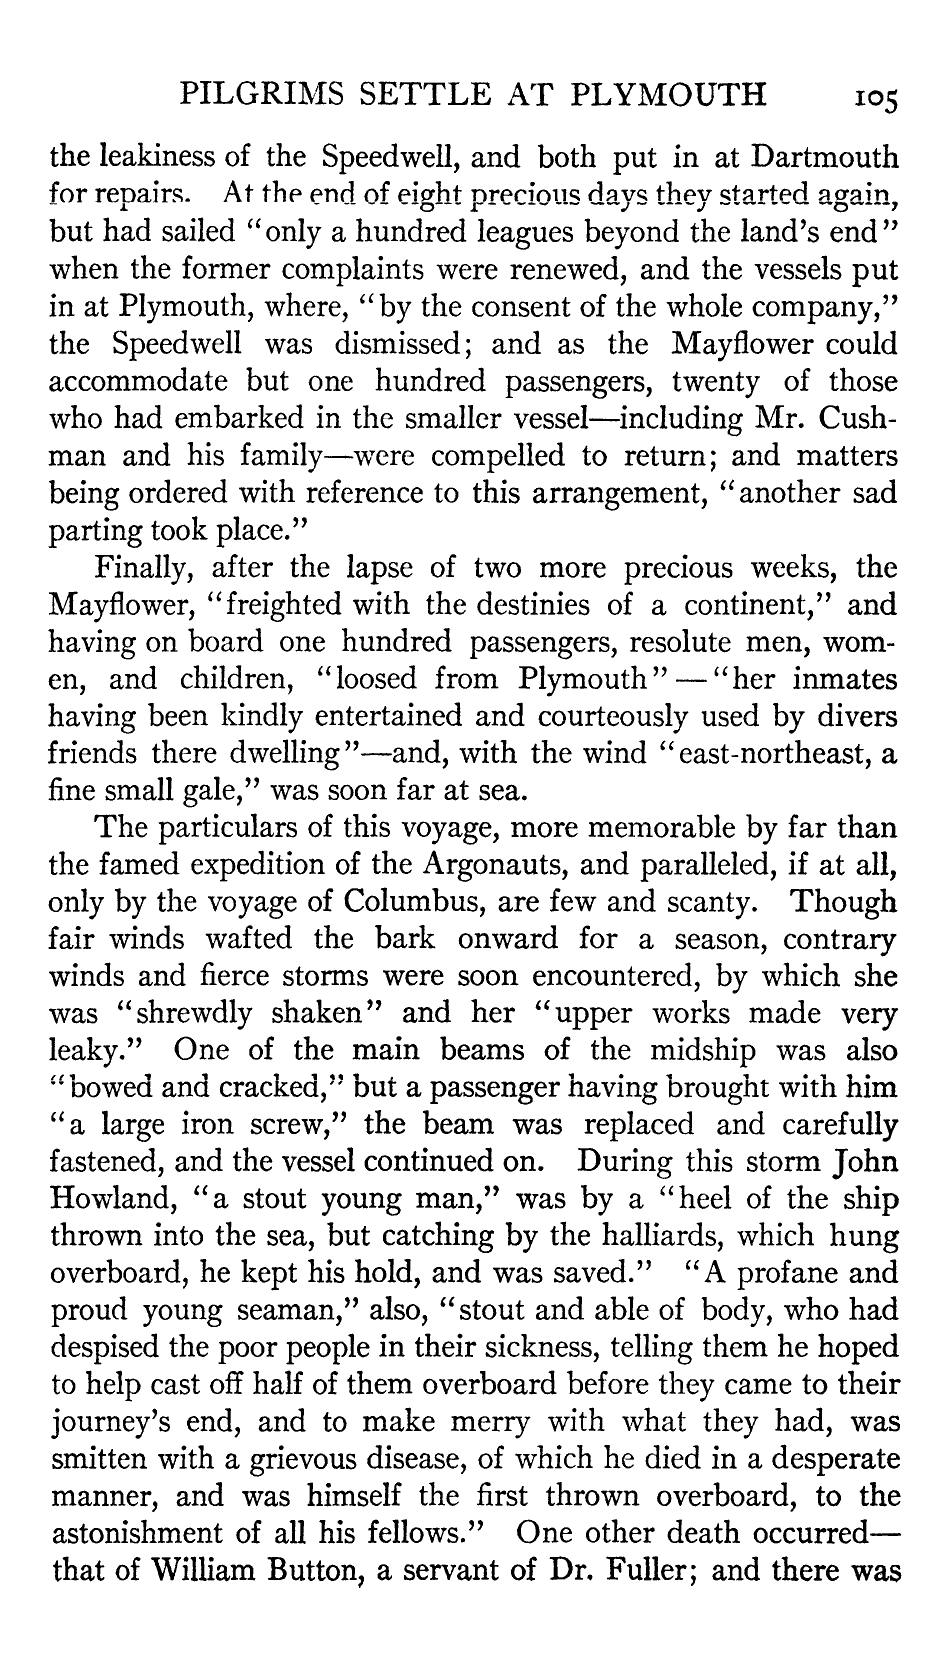 PILGRIMS SETTLE AT PLYMOUTH 105
the leakiness of the Speedwell, and both put in at Dartmouth
for repairs. At the end of eight precious days they started again,
but had sailed “only a hundred leagues beyond the land’s end”
when the former complaints were renewed, and the vessels put
in at Plymouth, where, “by the consent of the whole company,”
the Speedwell was dismissed; and as the Mayflower could
accommodate but one hundred passengers, twenty of those
who had embarked in the smaller vessel—including Mr. Cush-
man and his family—were compelled to return; and matters
being ordered with reference to this arrangement, “another sad
parting took place.”
Finally, after the lapse of two more precious weeks, the
Mayflower, “freighted with the destinies of a continent,” and
having on board one hundred passengers, resolute men, wom-
en, and children, “loosed from Plymouth”—“her inmates
having been kindly entertained and courteously used by divers
friends there dwelling”—and, with the wind “east-northeast, a
fine small gale,” was soon far at sea.
The particulars of this voyage, more memorable by far than
the famed expedition of the Argonauts, and paralleled, if at all,
only by the voyage of Columbus, are few and scanty. Though
fair winds wafted the bark onward for a season, contrary
winds and fierce storms were soon encountered, by which she
was “shrewdly shaken” and her “upper works made very
leaky.” One of the main beams of the midship was also
“bowed and cracked,” but a passenger having brought with him
“a large iron screw,” the beam was replaced and carefully
fastened, and the vessel continued on. During this storm John
Howland, “a stout young man,” was by a “heel of the ship
thrown into the sea, but catching by the halliards, which hung
overboard, he kept his hold, and was saved.” “A profane and
proud young seaman,” also, “stout and able of body, who had
despised the poor people in their sickness, telling them he hoped
to help cast off half of them overboard before they came to their
journey’s end, and to make merry with what they had, was
smitten with a grievous disease, of which he died in a desperate
manner, and was himself the first thrown overboard, to the
astonishment of all his fellows.” One other death occurred—
that of William Button, a servant of Dr. Fuller; and there was